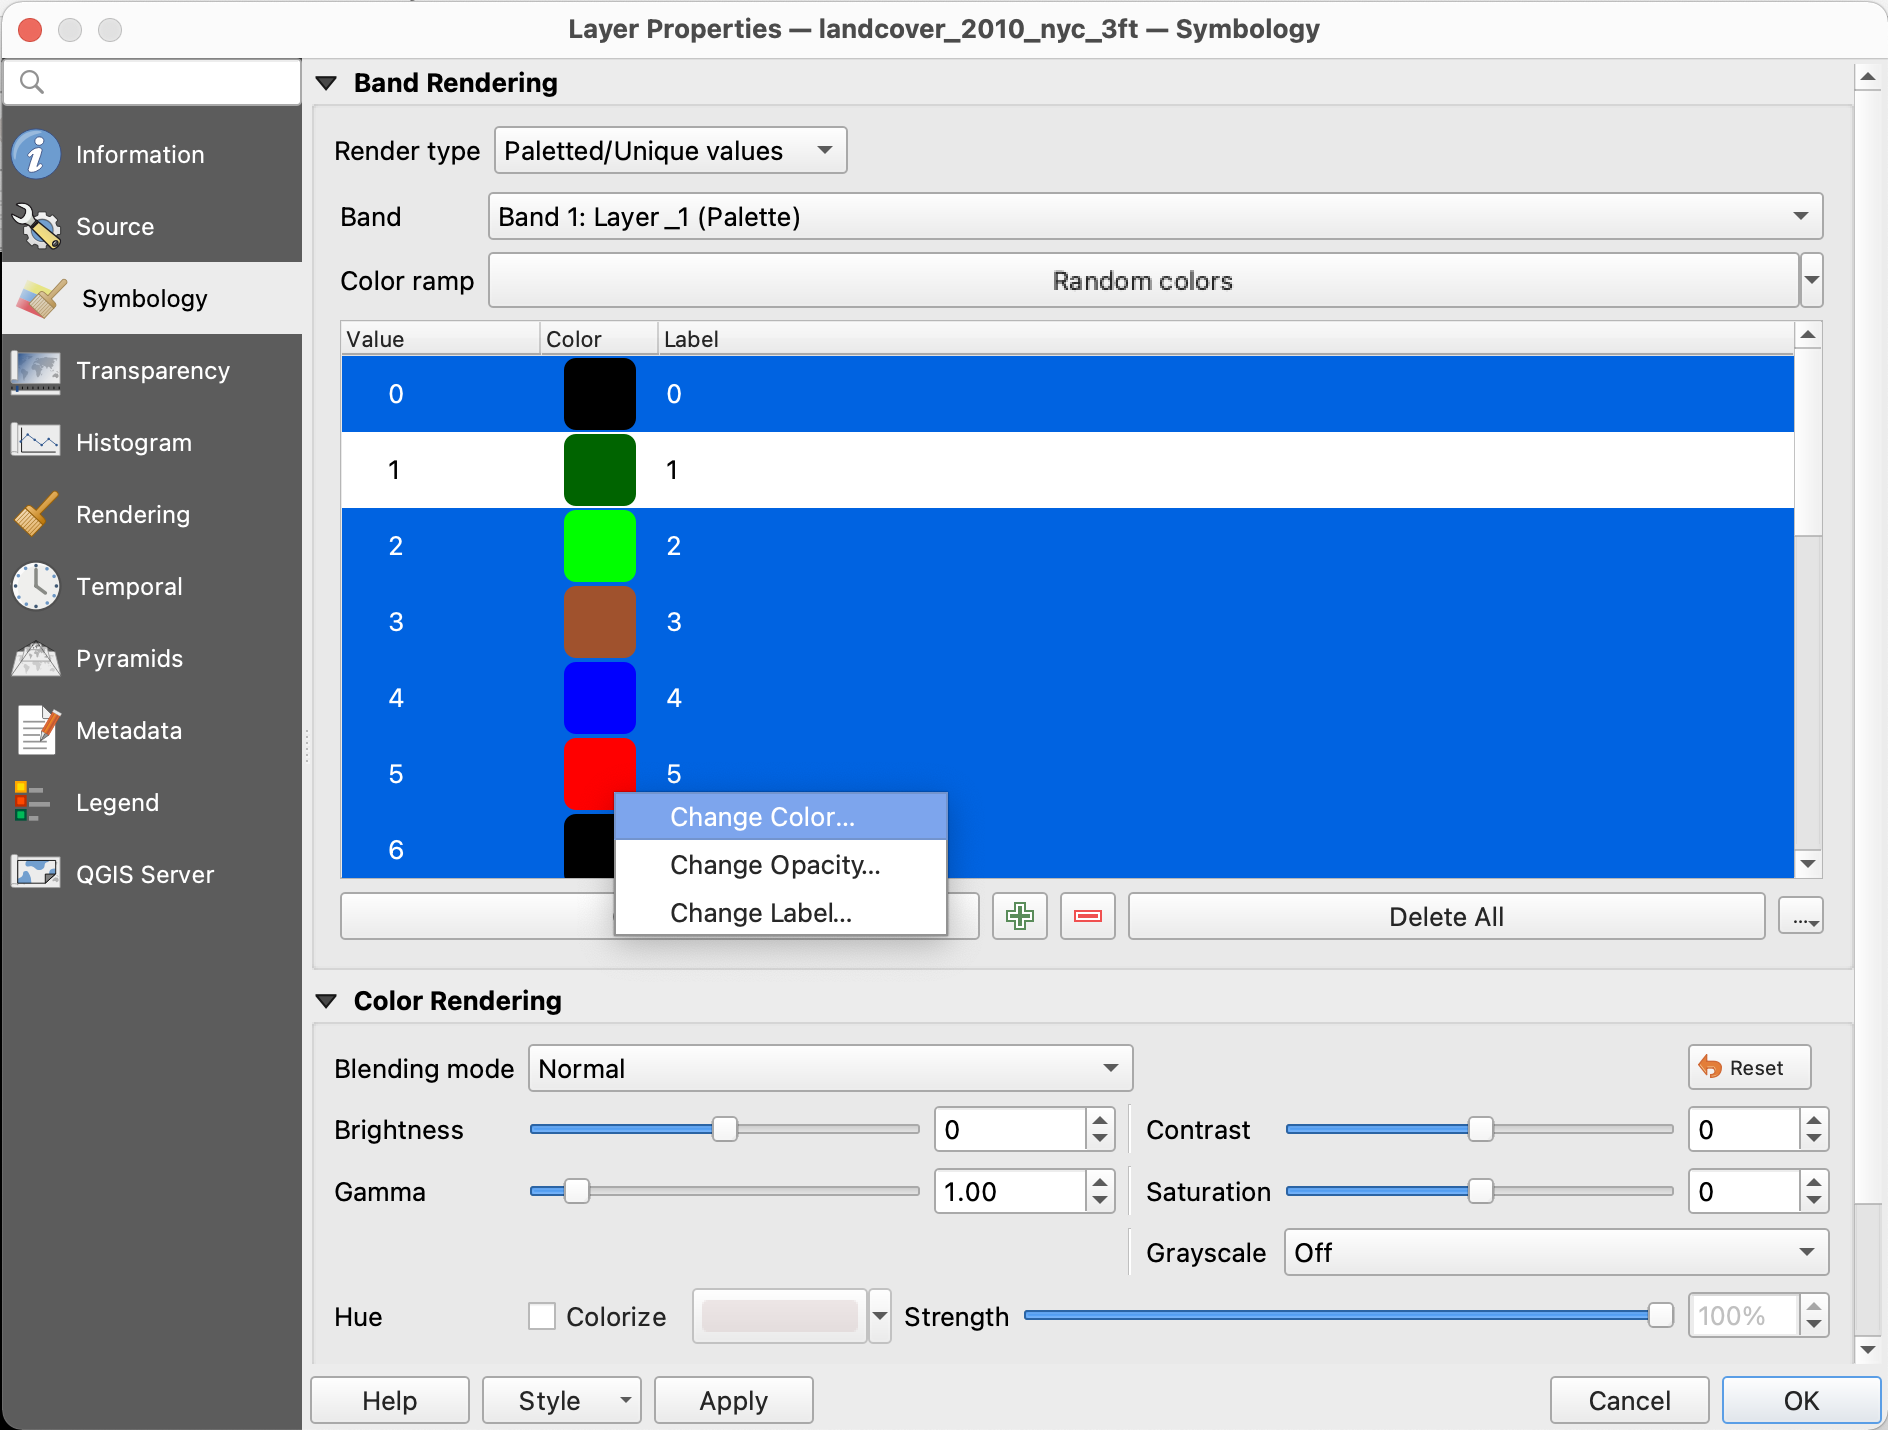 Layer Properties — landcover_2010_nyc_3ft — Symbology
Information
Source
Symbology
Transparency
Histogram
Rendering
Temporal
Pyramids
Metadata
Legend
QGIS Server
Band Rendering
Render type Paletted/Unique values
Band Band 1: Layer_1 (Palette)
Color ramp Random colors
Value Color Label
0 0
1 1
2 2
3 3
4 4
5 5
6
Change Color...
Change Opacity...
Change Label...
Delete All ...
Color Rendering
Blending mode Normal Reset
Brightness 0 Contrast 0
Gamma 1.00 Saturation 0
Grayscale Off
Hue Colorize Strength 100%
Help Style Apply Cancel OK